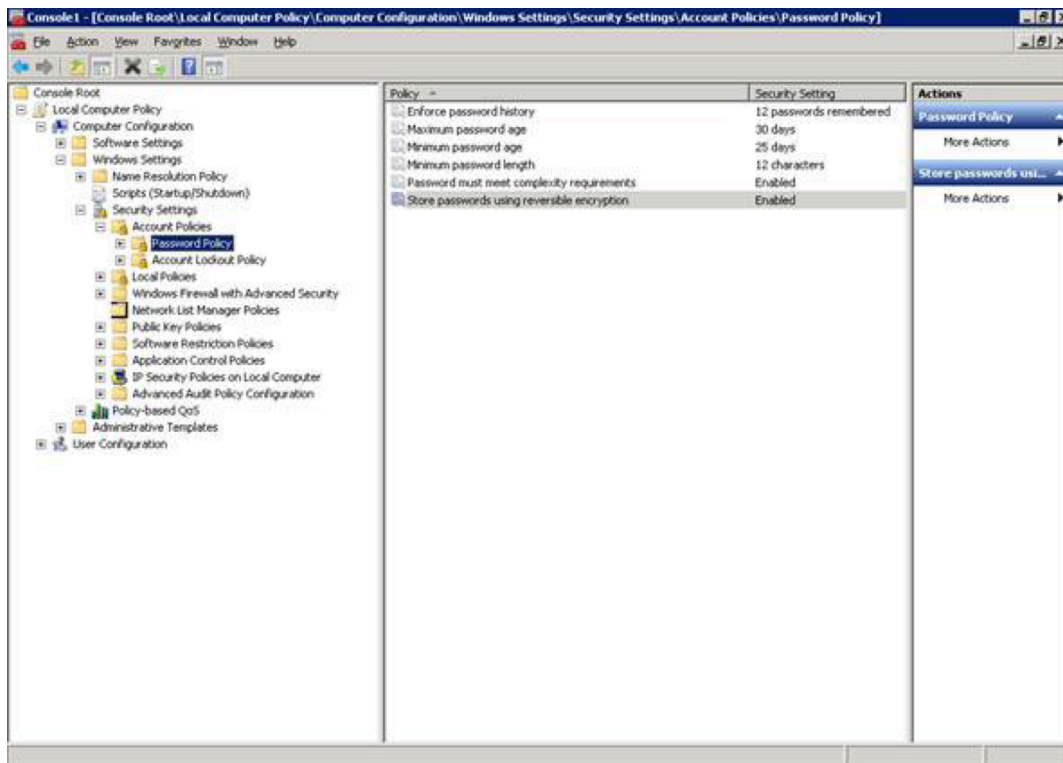 Console1 - [Console Root\Local Computer Policy\Computer Configuration\Windows Settings\Security Settings\Account Policies\Password Policy]
File Action View Favorites Window Help
Console Root
Local Computer Policy
Computer Configuration
Software Settings
Windows Settings
Name Resolution Policy
Scripts (Startup/Shutdown)
Security Settings
Account Policies
Password Policy
Account Lockout Policy
Local Policies
Windows Firewall with Advanced Security
Network List Manager Policies
Public Key Policies
Software Restriction Policies
Application Control Policies
IP Security Policies on Local Computer
Advanced Audit Policy Configuration
Policy-based QoS
Administrative Templates
User Configuration
Policy Security Setting
Enforce password history 12 passwords remembered
Maximum password age 30 days
Minimum password age 25 days
Minimum password length 12 characters
Password must meet complexity requirements Enabled
Store passwords using reversible encryption Enabled
Actions
Password Policy
More Actions
Store passwords usi...
More Actions